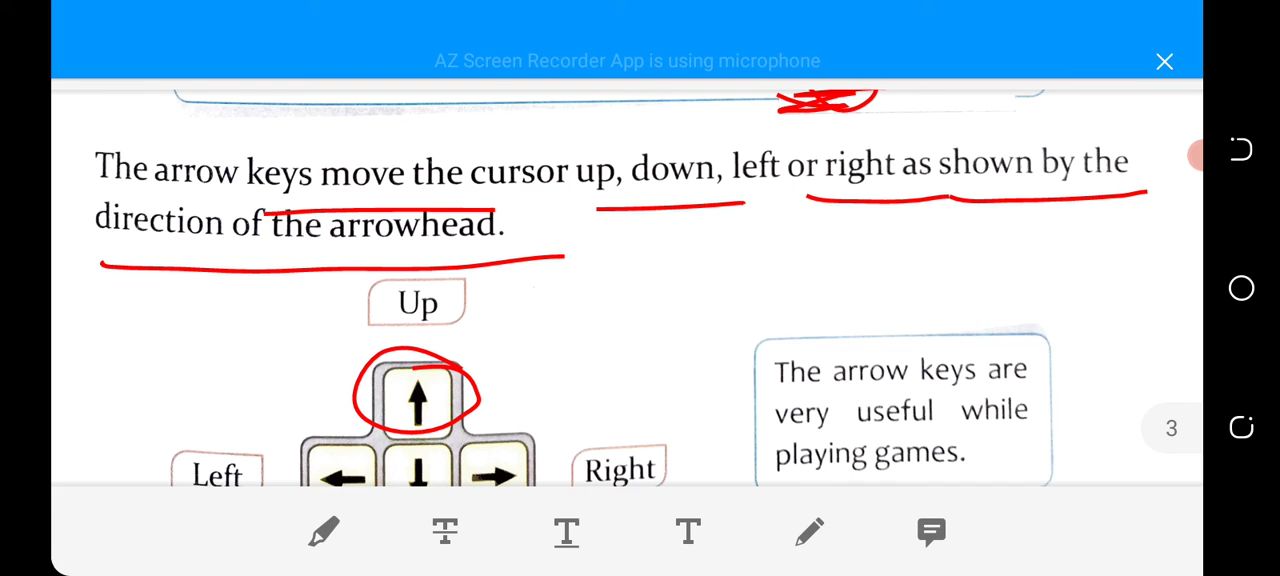 AZ Screen Recorder App is using microphone
The arrow keys move the cursor up, down, left or right as shown by the
direction of the arrowhead.
Up
The arrow keys are
very useful while
playing games.
3
Left
Right
T
T
T